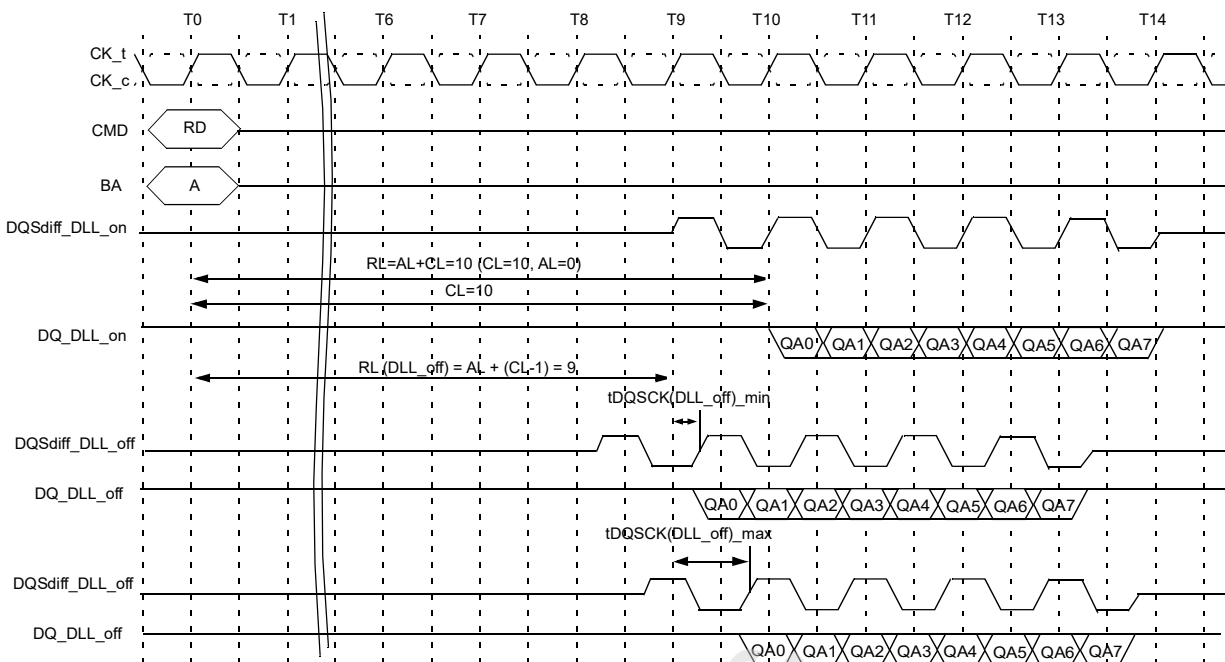 T0 T1 T6 T7 T8 T9 T10 T11 T12 T13 T14
CK_t
CK_c
CMD RD
BA A
DQSdiff_DLL_on
RL=AL+CL=10 (CL=10, AL=0)
CL=10
DQ_DLL_on QA0 QA1 QA2 QA3 QA4 QA5 QA6 QA7
RL (DLL_off) = AL + (CL-1) = 9
tDQSCK(DLL_off)_min
DQSdiff_DLL_off
DQ_DLL_off QA0 QA1 QA2 QA3 QA4 QA5 QA6 QA7
tDQSCK(DLL_off)_max
DQSdiff_DLL_off
DQ_DLL_off QA0 QA1 QA2 QA3 QA4 QA5 QA6 QA7